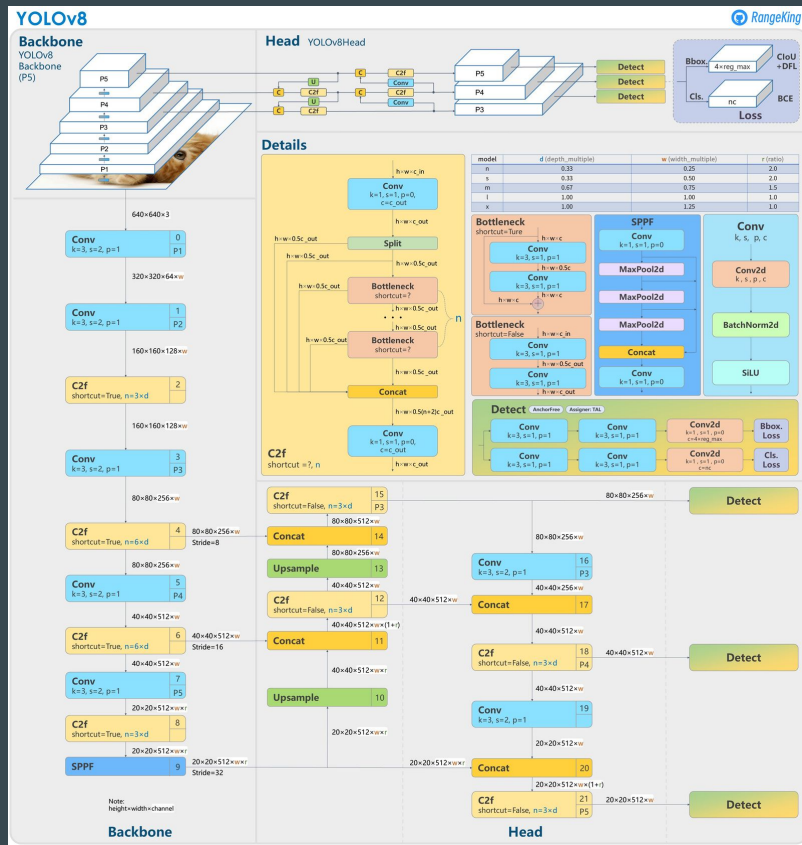 YOLOv8
RangeKing
Backbone
YOLOv8
Backbone
(P5)
P5
P4
P3
P2
P1
Head YOLOv8Head
C
C2f
U
C
C2f
U
C
C2f
C
C2f
Conv
C
C2f
Conv
P5
P4
P3
Detect
Detect
Detect
Bbox.
4×reg_max
CIoU
+DFL
Cls.
nc
BCE
Loss
Details
h=w=c_in
Conv
k=1, s=1, p=0,
c=c_out
h=w=c_out
Split
h=w=0.5c_out
h=w=0.5c_out
h=w=0.5c_out
Bottleneck
shortcut=?
h=w=0.5c_out
• • •
h=w=0.5c_out
h=w=0.5c_out
Bottleneck
shortcut=?
n
h=w=0.5c_out
Concat
h=w=0.5(n+2)c_out
Conv
k=1, s=1, p=0,
c=c_out
h=w=c_out
C2f
shortcut =?, n
model d (depth_multiple) w (width_multiple) r (ratio)
n 0.33 0.25 2.0
s 0.33 0.50 2.0
m 0.67 0.75 1.5
l 1.00 1.00 1.0
x 1.00 1.25 1.0
Bottleneck
shortcut=Ture
h=w=c
Conv
k=3, s=1, p=1
h=w=0.5c
Conv
k=3, s=1, p=1
h=w=c
h=w=c
Bottleneck
shortcut=False
h=w=c_in
Conv
k=3, s=1, p=1
h=w=0.5c_out
Conv
k=3, s=1, p=1
h=w=c_out
SPPF
Conv
k=1, s=1, p=0
MaxPool2d
MaxPool2d
MaxPool2d
Concat
Conv
k=1, s=1, p=0
Conv
k, s, p, c
Conv2d
k, s, p, c
BatchNorm2d
SiLU
Detect AnchorFree Assigner: TAL
Conv
k=3, s=1, p=1
Conv
k=3, s=1, p=1
Conv2d
k=1, s=1, p=0
c=4×reg_max
Bbox.
Loss
Conv
k=3, s=1, p=1
Conv
k=3, s=1, p=1
Conv2d
k=1, s=1, p=0
c=nc
Cls.
Loss
640×640×3
Conv 0
k=3, s=2, p=1 P1
320×320×64×w
Conv 1
k=3, s=2, p=1 P2
160×160×128×w
C2f 2
shortcut=True, n=3×d
160×160×128×w
Conv 3
k=3, s=2, p=1 P3
80×80×256×w
C2f 4
shortcut=True, n=6×d
80×80×256×w
Stride=8
80×80×256×w
Conv 5
k=3, s=2, p=1 P4
40×40×512×w
C2f 6
shortcut=True, n=6×d
40×40×512×w
Stride=16
40×40×512×w
Conv 7
k=3, s=2, p=1 P5
20×20×512×w×r
C2f 8
shortcut=True, n=3×d
20×20×512×w×r
SPPF 9
20×20×512×w×r
Stride=32
Note:
height×width×channel
Backbone
C2f 15
shortcut=False, n=3×d P3
80×80×512×w
Concat 14
80×80×256×w
Upsample 13
40×40×512×w
C2f 12
shortcut=False, n=3×d
40×40×512×w
40×40×512×w×(1+r)
Concat 11
40×40×512×w×r
Upsample 10
20×20×512×w×r
20×20×512×w×r
80×80×256×w
Detect
80×80×256×w
Conv 16
k=3, s=2, p=1 P3
40×40×256×w
Concat 17
40×40×512×w
C2f 18
shortcut=False, n=3×d P4
40×40×512×w
Detect
40×40×512×w
Conv 19
k=3, s=2, p=1
20×20×512×w
Concat 20
20×20×512×w×(1+r)
C2f 21
shortcut=False, n=3×d P5
20×20×512×w
Detect
Head